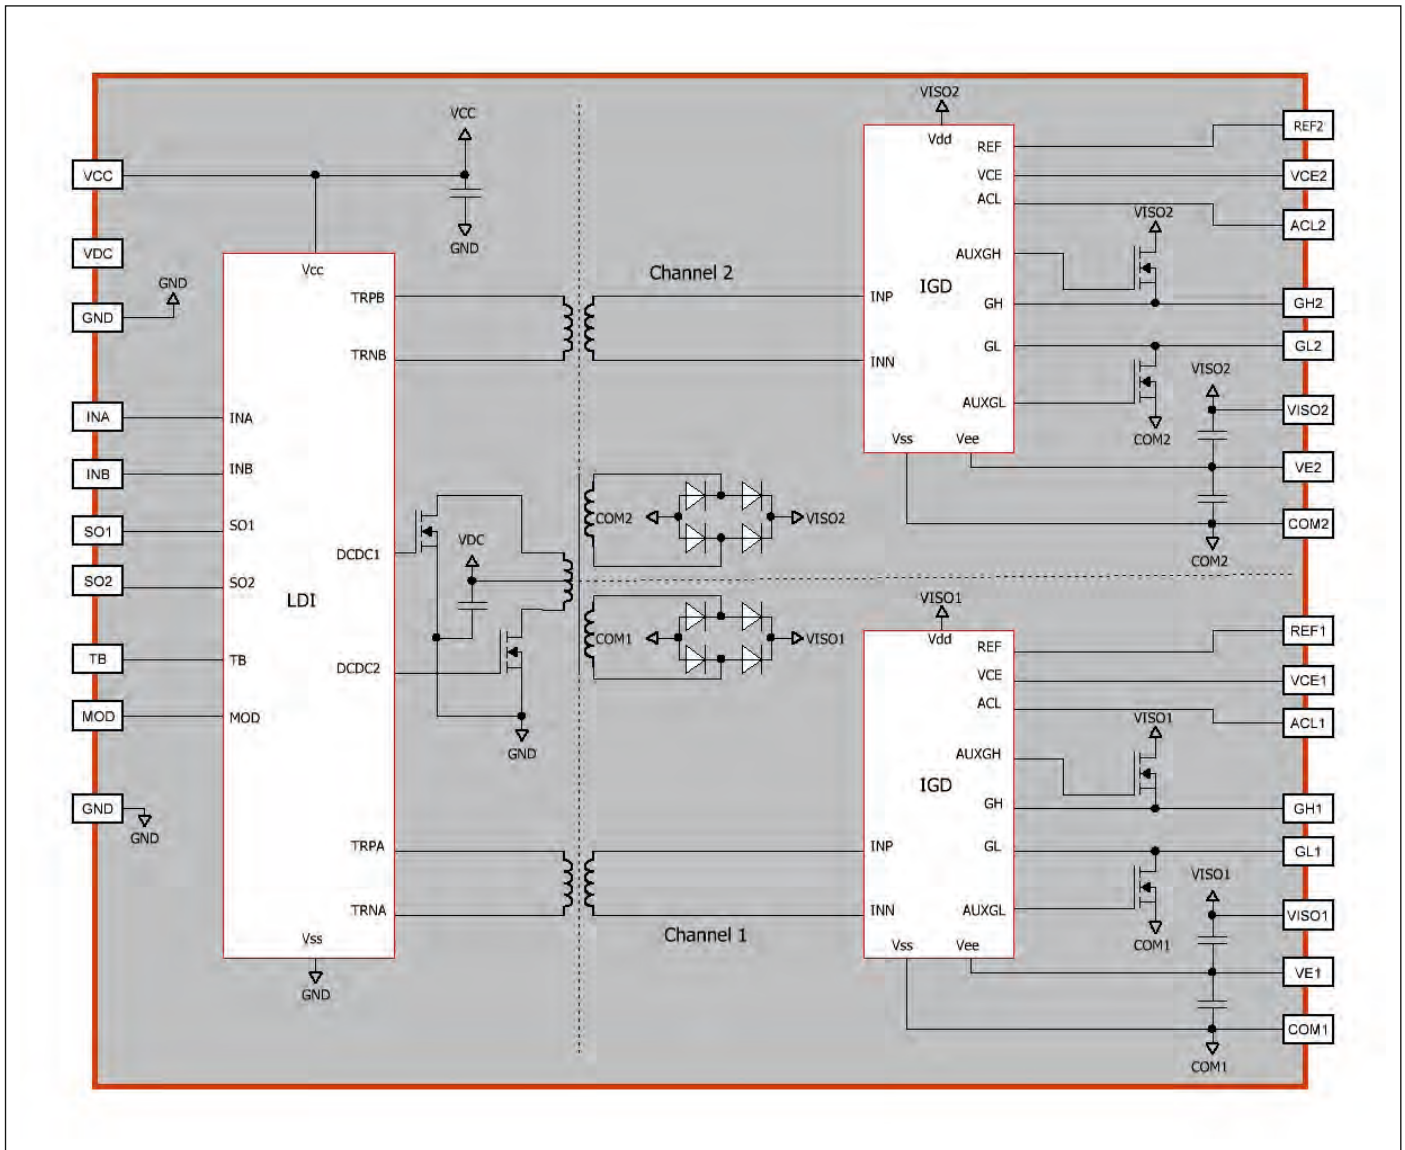 VISO2
VCC
REF2
Vdd
REF
VCC
VCE
VCE2
ACL
VISO2
ACL2
GND
VDC
Vcc
Channel 2
AUXGH
GND
TRPB
INP
IGD
GND
GH
GH2
TRNB
INN
GL
GL2
VISO2
AUXGL
VISO2
INA
INA
Vss
Vee
COM2
INB
INB
VE2
SO1
SO1
COM2
VISO2
COM2
DCDC1
VDC
COM2
SO2
SO2
LDI
VISO1
COM1
VISO1
Vdd
REF
REF1
TB
TB
DCDC2
VCE
VCE1
MOD
MOD
ACL
VISO1
ACL1
GND
AUXGH
IGD
GND
GH
GH1
GND
TRPA
INP
GL
GL1
VISO1
TRNA
INN
AUXGL
VISO1
Vss
Channel 1
Vss
Vee
COM1
VE1
GND
COM1
COM1